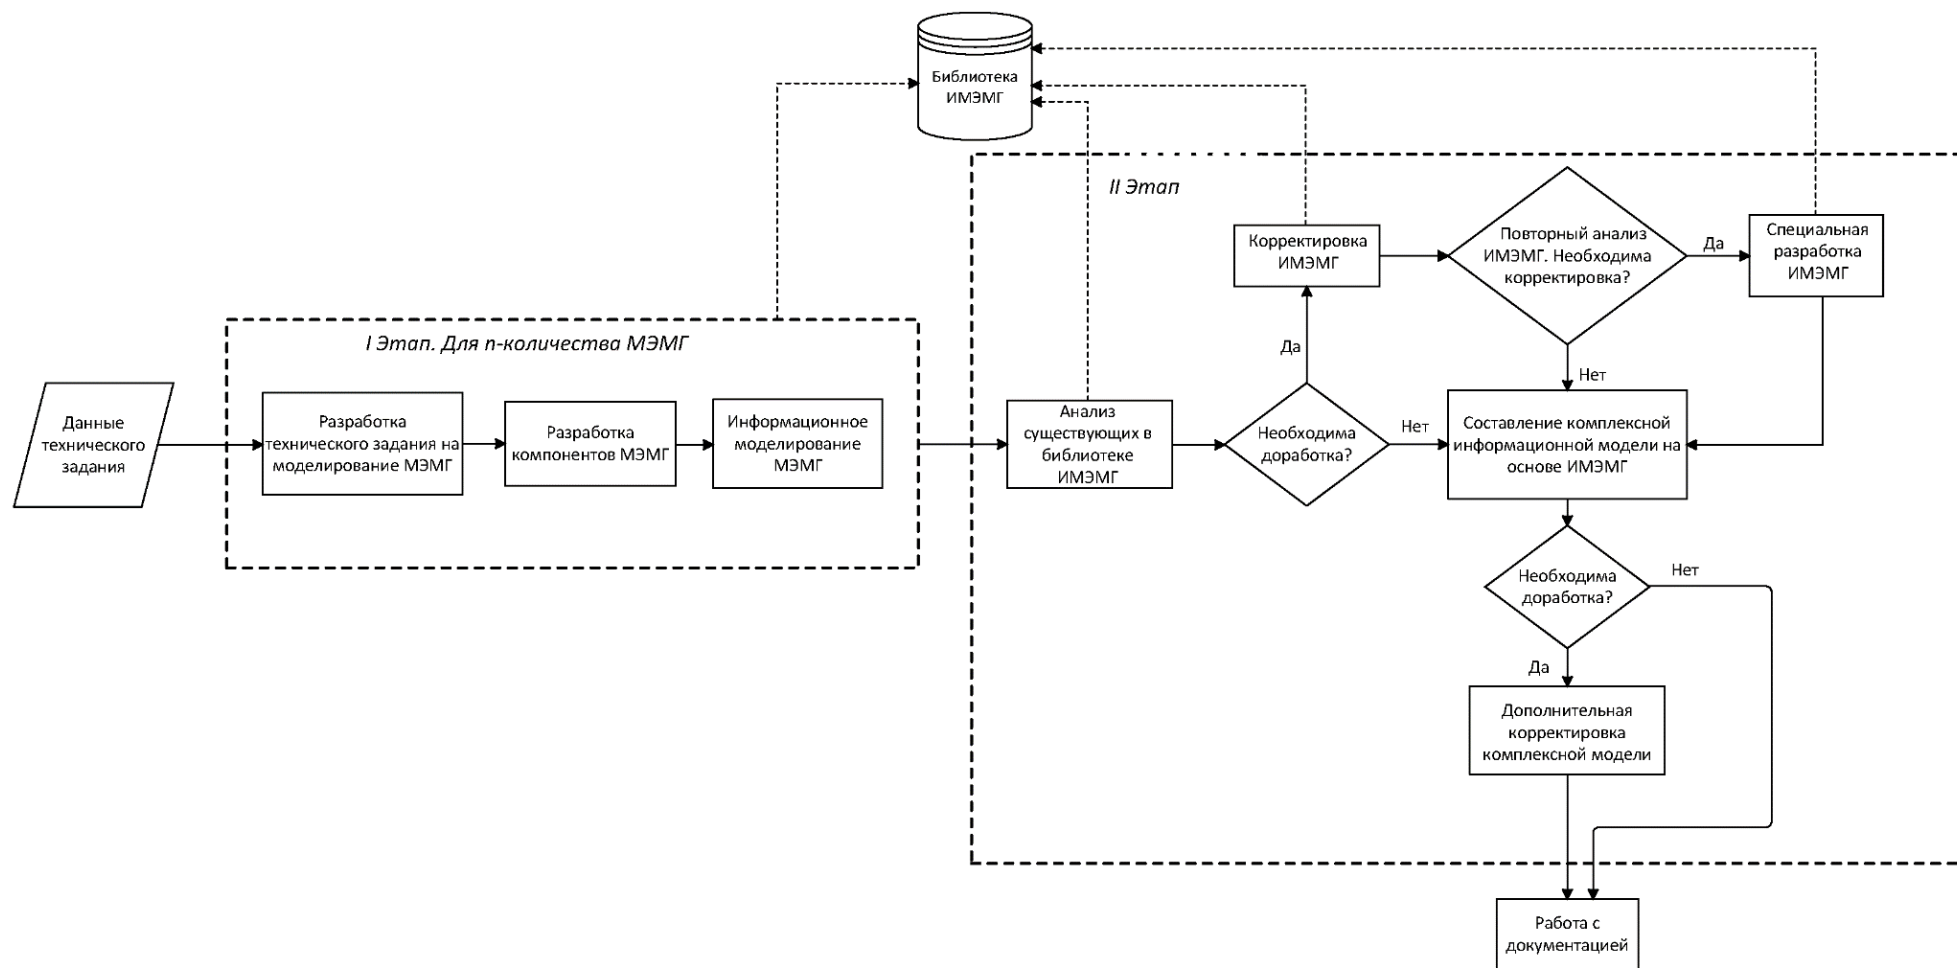 Библиотека
ИМЭМГ
II Этап
Корректировка
ИМЭМГ
Повторный анализ
ИМЭМГ. Необходима
корректировка?
Да
Специальная
разработка
ИМЭМГ
I Этап. Для n-количества МЭМГ
Данные
технического
задания
Разработка
технического задания на
моделирование МЭМГ
Разработка
компонентов МЭМГ
Информационное
моделирование
МЭМГ
Анализ
существующих в
библиотеке
ИМЭМГ
Да
Необходима
доработка?
Нет
Нет
Составление комплексной
информационной модели на
основе ИМЭМГ
Необходима
доработка?
Нет
Да
Дополнительная
корректировка
комплексной модели
Работа с
документацией